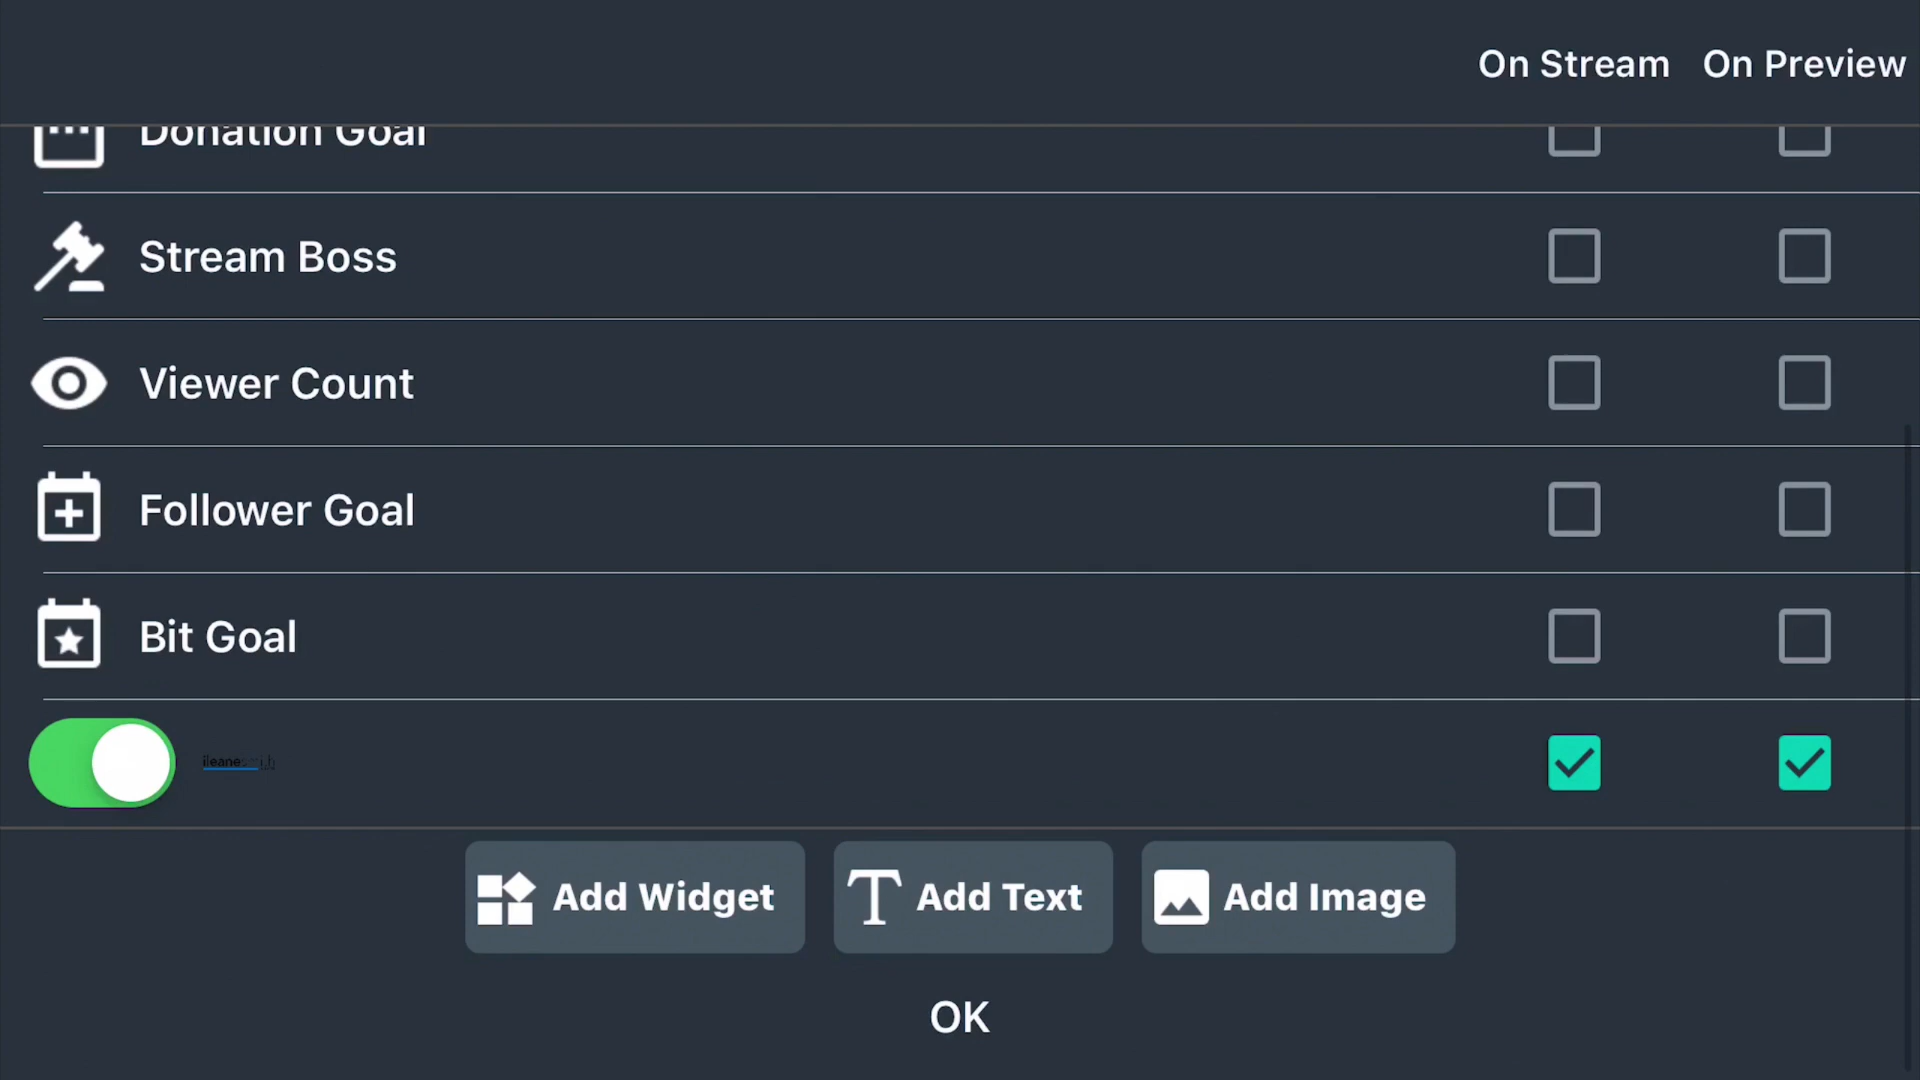 On Stream On Preview
Donation Goal
Stream Boss
Viewer Count
Follower Goal
Bit Goal
Add Widget
Add Text
Add Image
OK